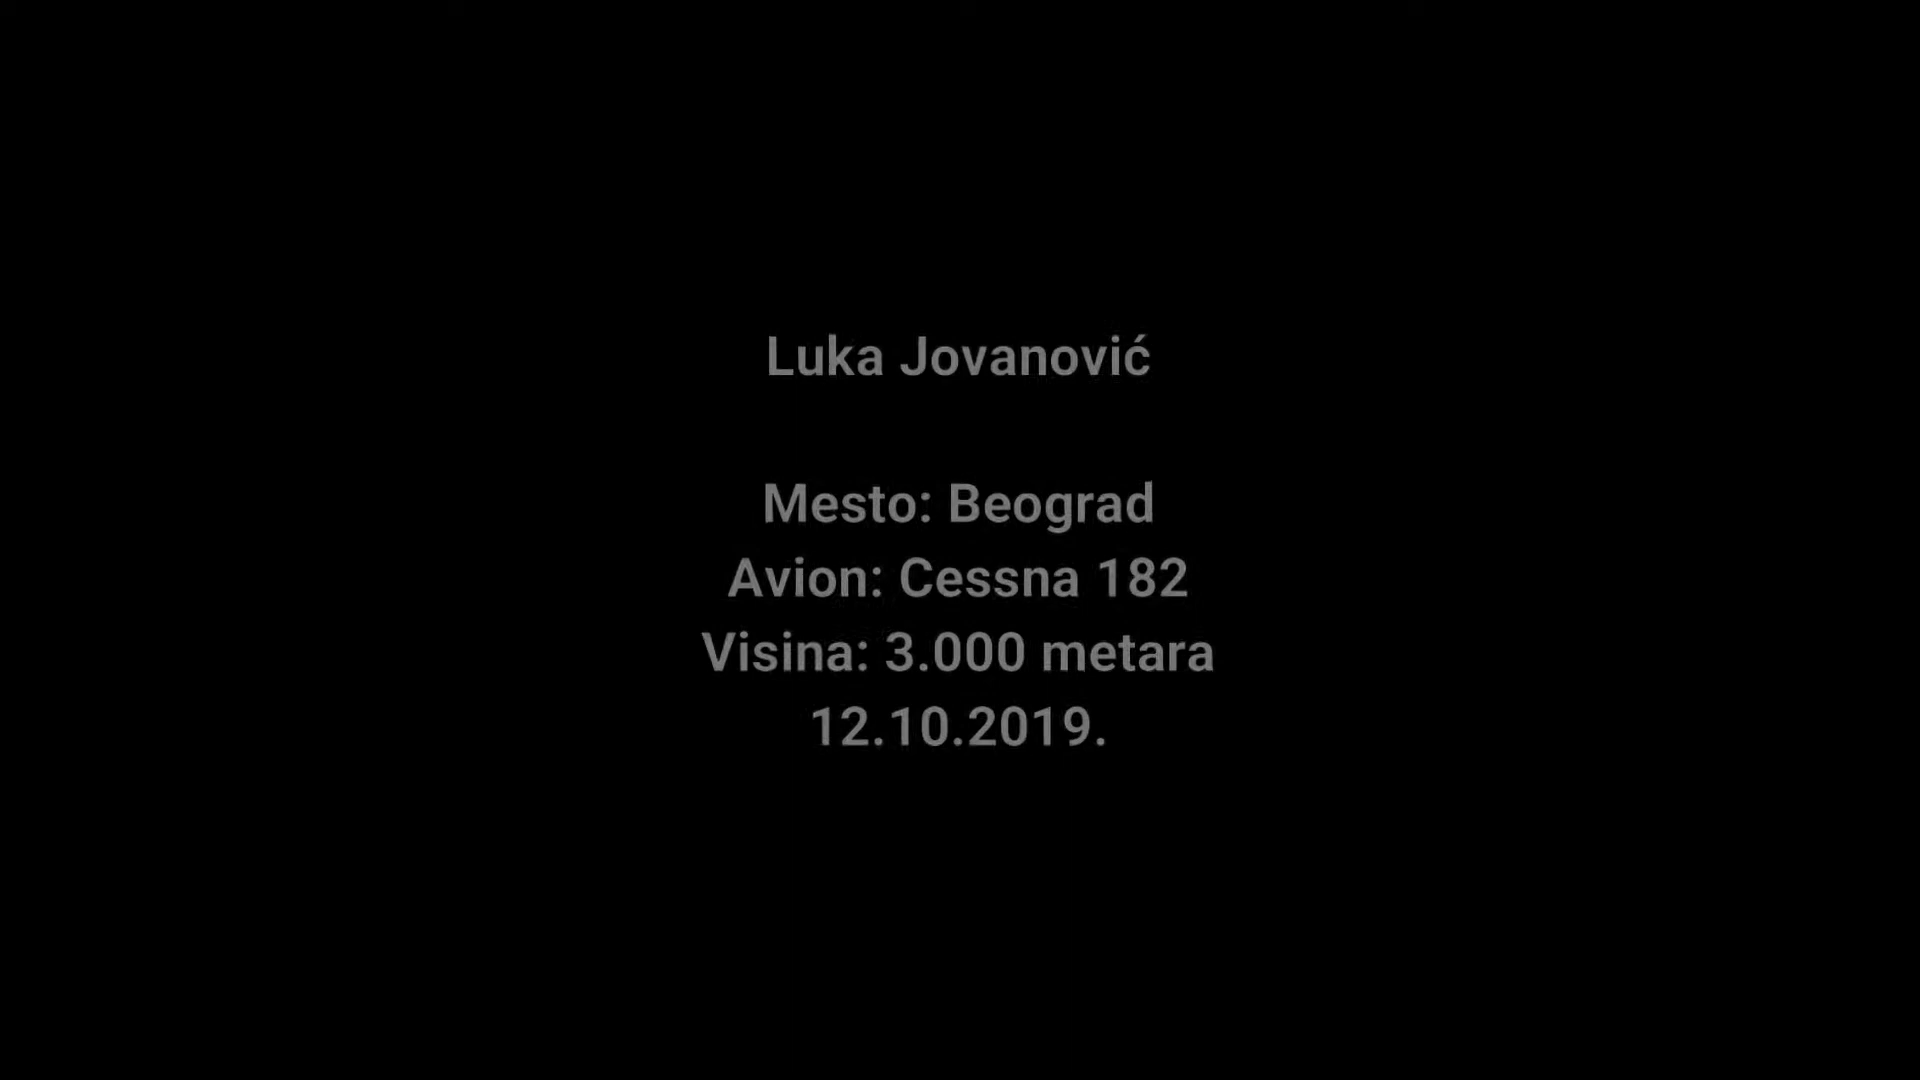 Luka Jovanović
Mesto: Beograd
Avion: Cessna 182
Visina: 3.000 metara
12.10.2019.